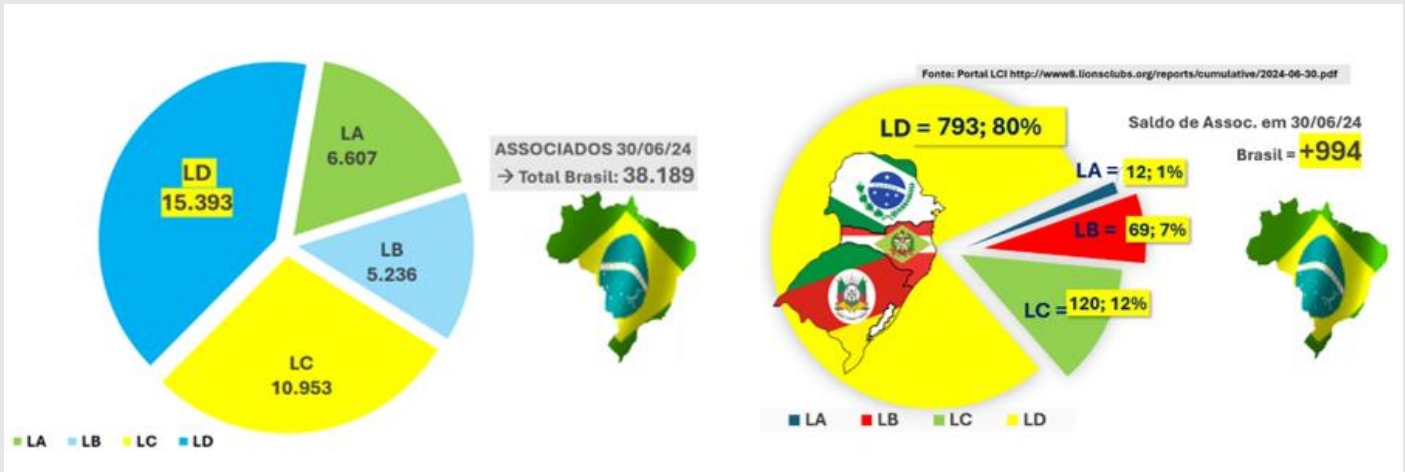 LA
6.607
LD
15.393
LB
5.236
LC
10.953
LA LB LC LD
ASSOCIADOS 30/06/24
→ Total Brasil: 38.189
Fonte: Portal LCI http://www8.lionsclubs.org/reports/cumulative/2024-06-30.pdf
LD = 793; 80%
Saldo de Assoc. em 30/06/24
Brasil = +994
LA = 12; 1%
LB = 69; 7%
LC = 120; 12%
LA LB LC LD